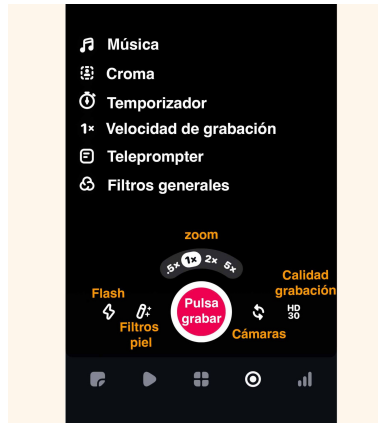 Música
Croma
Temporizador
1× Velocidad de grabación
Teleprompter
Filtros generales
zoom
.5× 1× 2× 5×
Calidad
grabación
Flash
Pulsa
grabar
HD
30
Filtros
piel
Cámaras